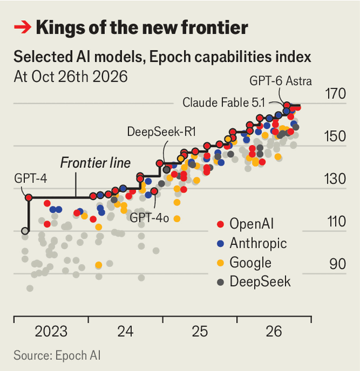 → Kings of the new frontier
Selected AI models, Epoch capabilities index
At Oct 26th 2026
GPT-6 Astra
170
Claude Fable 5.1
DeepSeek-R1
150
Frontier line
GPT-4
130
GPT-4o
OpenAI
110
Anthropic
Google
90
DeepSeek
2023 24 25 26
Source: Epoch AI